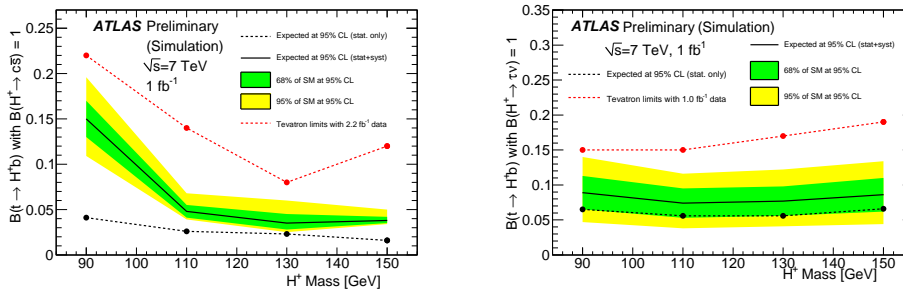 ATLAS Preliminary
(Simulation)
√s=7 TeV
1 fb⁻¹
Expected at 95% CL (stat. only)
Expected at 95% CL (stat+syst)
68% of SM at 95% CL
95% of SM at 95% CL
Tevatron limits with 2.2 fb⁻¹ data
B(t → H⁺b) with B(H⁺→ cs̅) = 1
0.25
0.2
0.15
0.1
0.05
0
90 100 110 120 130 140 150
H⁺ Mass [GeV]
ATLAS Preliminary (Simulation)
√s=7 TeV, 1 fb⁻¹
Expected at 95% CL (stat. only)
Tevatron limits with 1.0 fb⁻¹ data
Expected at 95% CL (stat+syst)
68% of SM at 95% CL
95% of SM at 95% CL
B(t → H⁺b) with B(H⁺→ τν) = 1
0.35
0.3
0.25
0.2
0.15
0.1
0.05
0
90 100 110 120 130 140 150
H⁺ Mass [GeV]